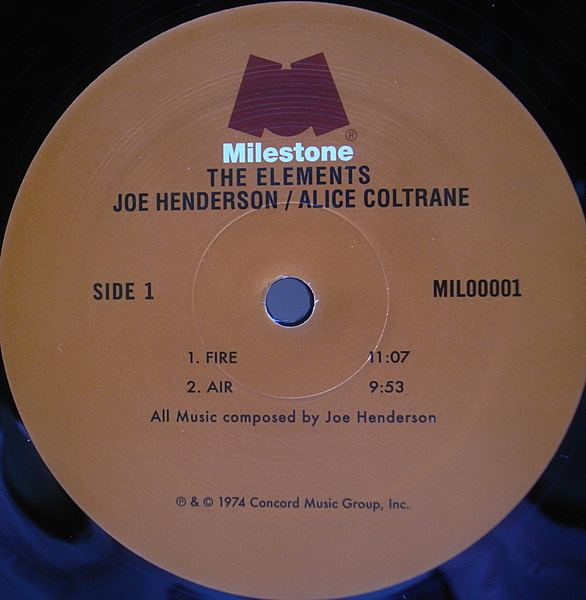 ®
Milestone
THE ELEMENTS
JOE HENDERSON / ALICE COLTRANE
SIDE 1
MIL00001
1. FIRE 11:07
2. AIR 9:53
All Music composed by Joe Henderson
℗ & © 1974 Concord Music Group, Inc.